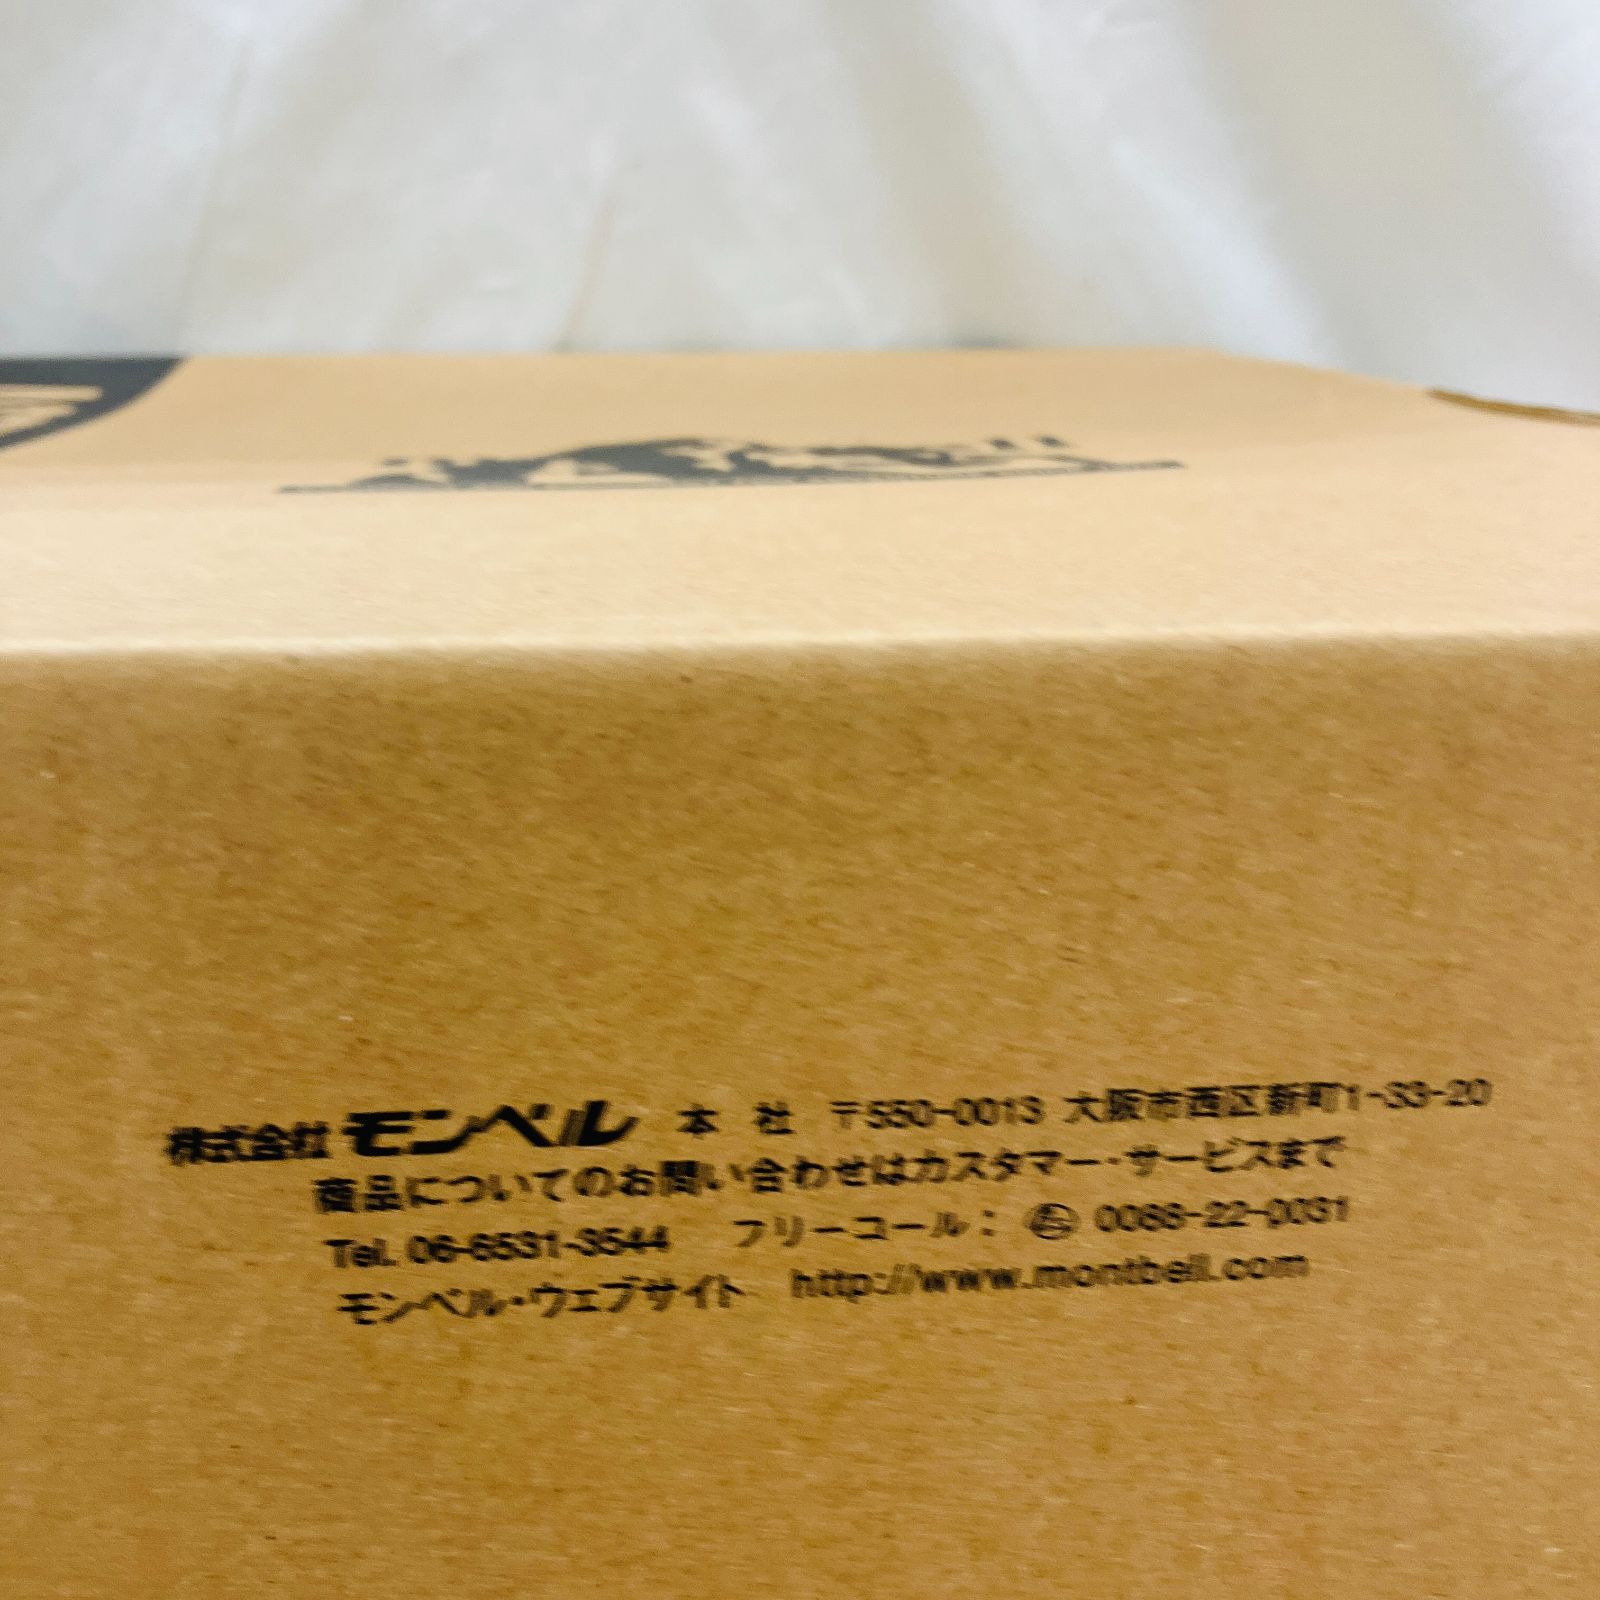 株式会社 モンベル 本 社 〒550-0013 大阪市西区新町1-33-20
商品についてのお問い合わせはカスタマー・サービスまで
Tel. 06-6531-3544 フリーコール： 0088-22-0031
モンベル・ウェブサイト http://www.montbell.com